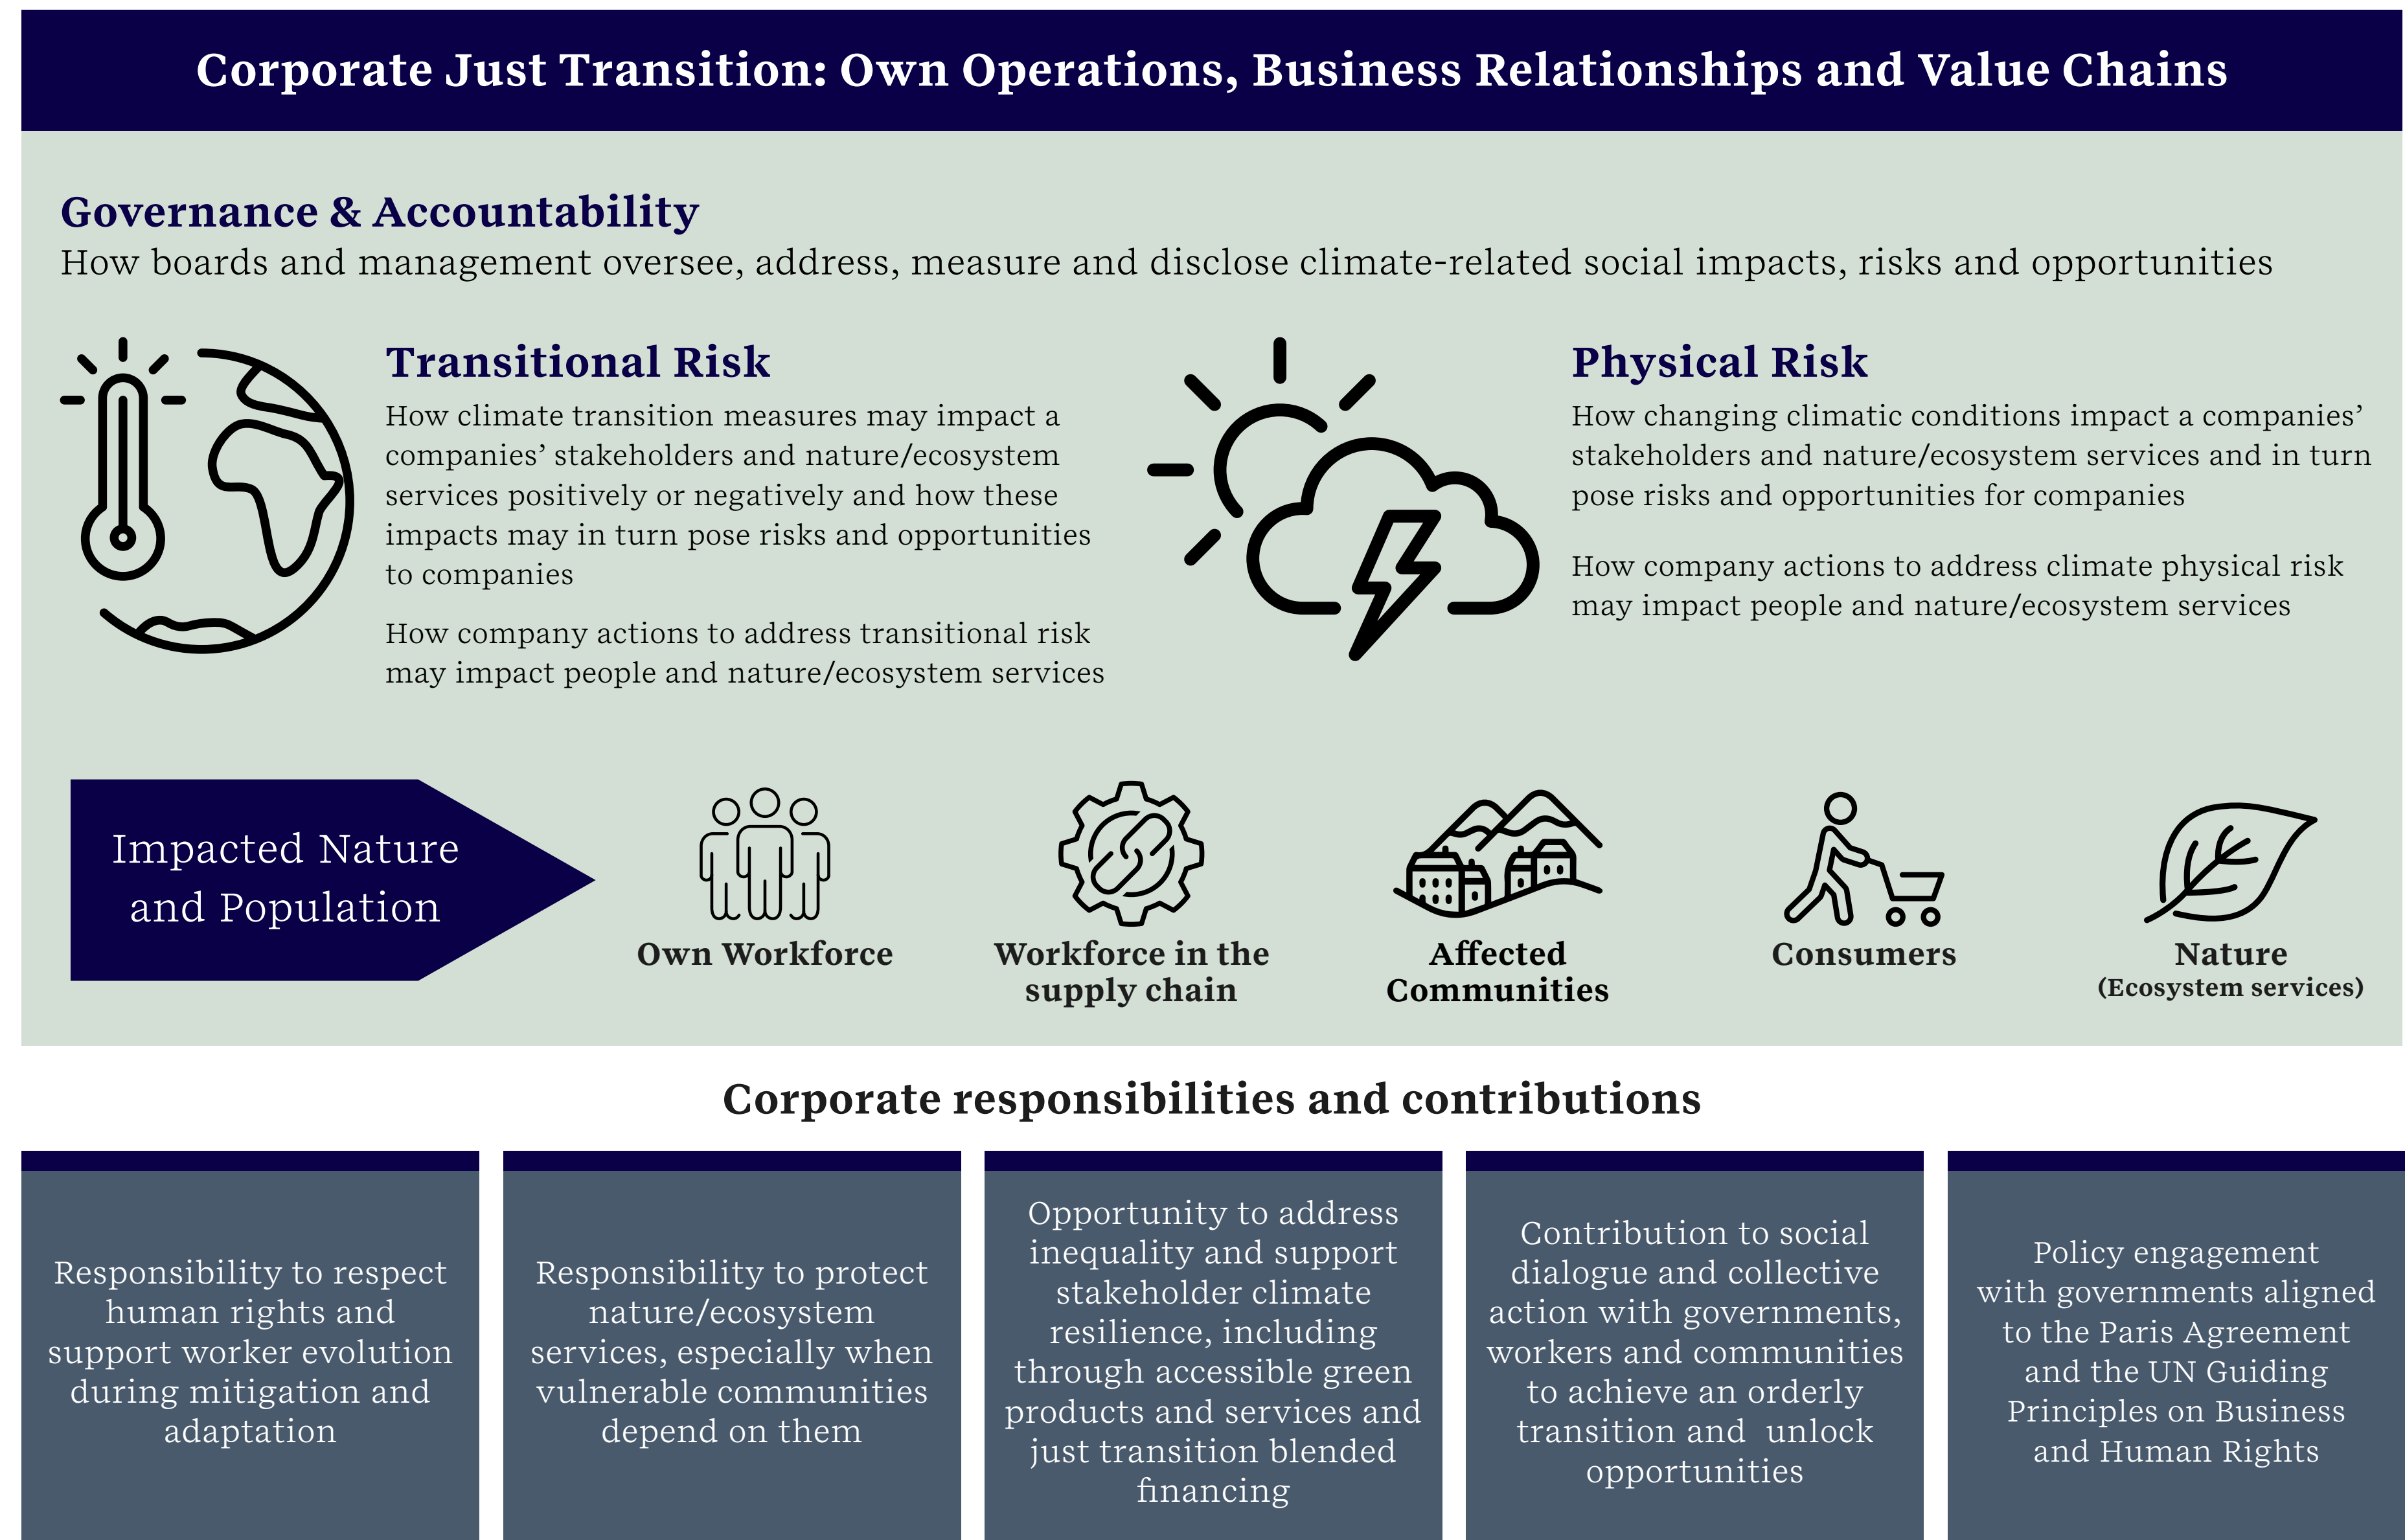 Corporate Just Transition: Own Operations, Business Relationships and Value Chains
Governance & Accountability
How boards and management oversee, address, measure and disclose climate-related social impacts, risks and opportunities
Transitional Risk
How climate transition measures may impact a
companies’ stakeholders and nature/ecosystem
services positively or negatively and how these
impacts may in turn pose risks and opportunities
to companies
How company actions to address transitional risk
may impact people and nature/ecosystem services
Physical Risk
How changing climatic conditions impact a companies’
stakeholders and nature/ecosystem services and in turn
pose risks and opportunities for companies
How company actions to address climate physical risk
may impact people and nature/ecosystem services
Impacted Nature
and Population
Own Workforce
Workforce in the
supply chain
Affected
Communities
Consumers
Nature
(Ecosystem services)
Corporate responsibilities and contributions
Responsibility to respect
human rights and
support worker evolution
during mitigation and
adaptation
Responsibility to protect
nature/ecosystem
services, especially when
vulnerable communities
depend on them
Opportunity to address
inequality and support
stakeholder climate
resilience, including
through accessible green
products and services and
just transition blended
financing
Contribution to social
dialogue and collective
action with governments,
workers and communities
to achieve an orderly
transition and  unlock
opportunities
Policy engagement
with governments aligned
to the Paris Agreement
and the UN Guiding
Principles on Business
and Human Rights